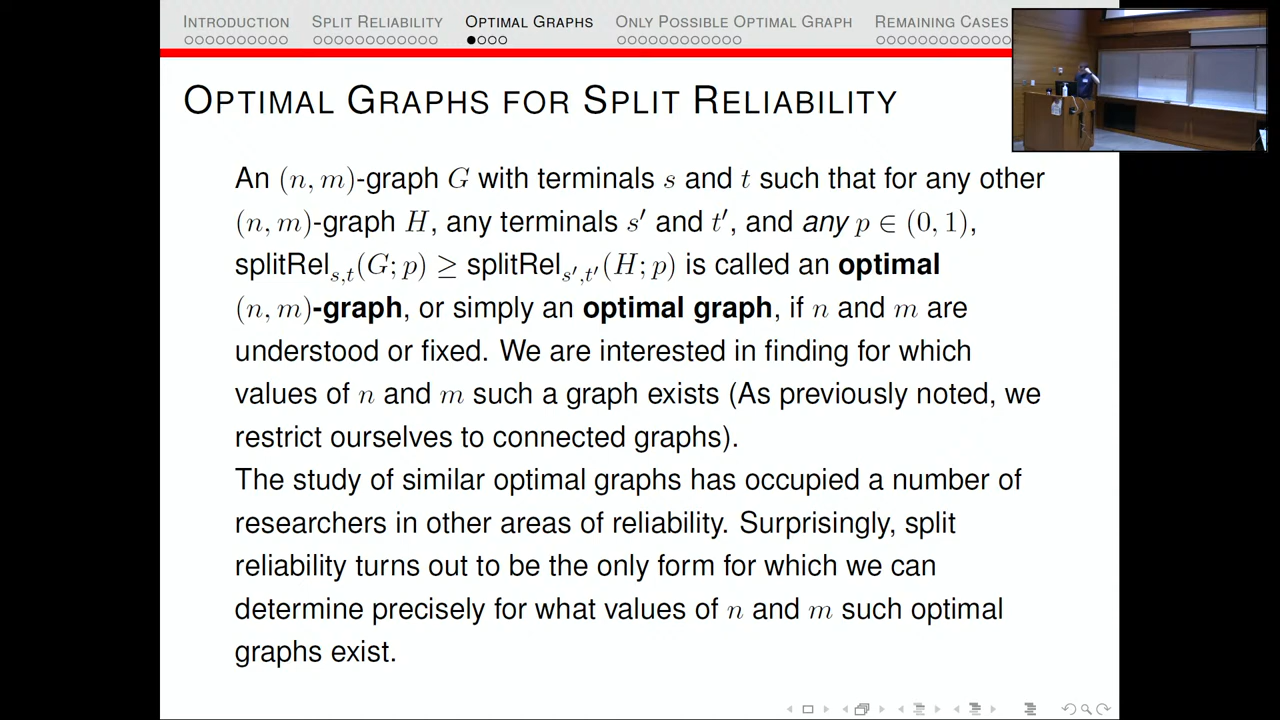 INTRODUCTION SPLIT RELIABILITY OPTIMAL GRAPHS ONLY POSSIBLE OPTIMAL GRAPH REMAINING CASES
OPTIMAL GRAPHS FOR SPLIT RELIABILITY
An (n, m)-graph G with terminals s and t such that for any other
(n, m)-graph H, any terminals s′ and t′, and any p ∈ (0, 1),
splitRel_{s,t}(G; p) ≥ splitRel_{s′,t′}(H; p) is called an optimal
(n, m)-graph, or simply an optimal graph, if n and m are
understood or fixed. We are interested in finding for which
values of n and m such a graph exists (As previously noted, we
restrict ourselves to connected graphs).
The study of similar optimal graphs has occupied a number of
researchers in other areas of reliability. Surprisingly, split
reliability turns out to be the only form for which we can
determine precisely for what values of n and m such optimal
graphs exist.